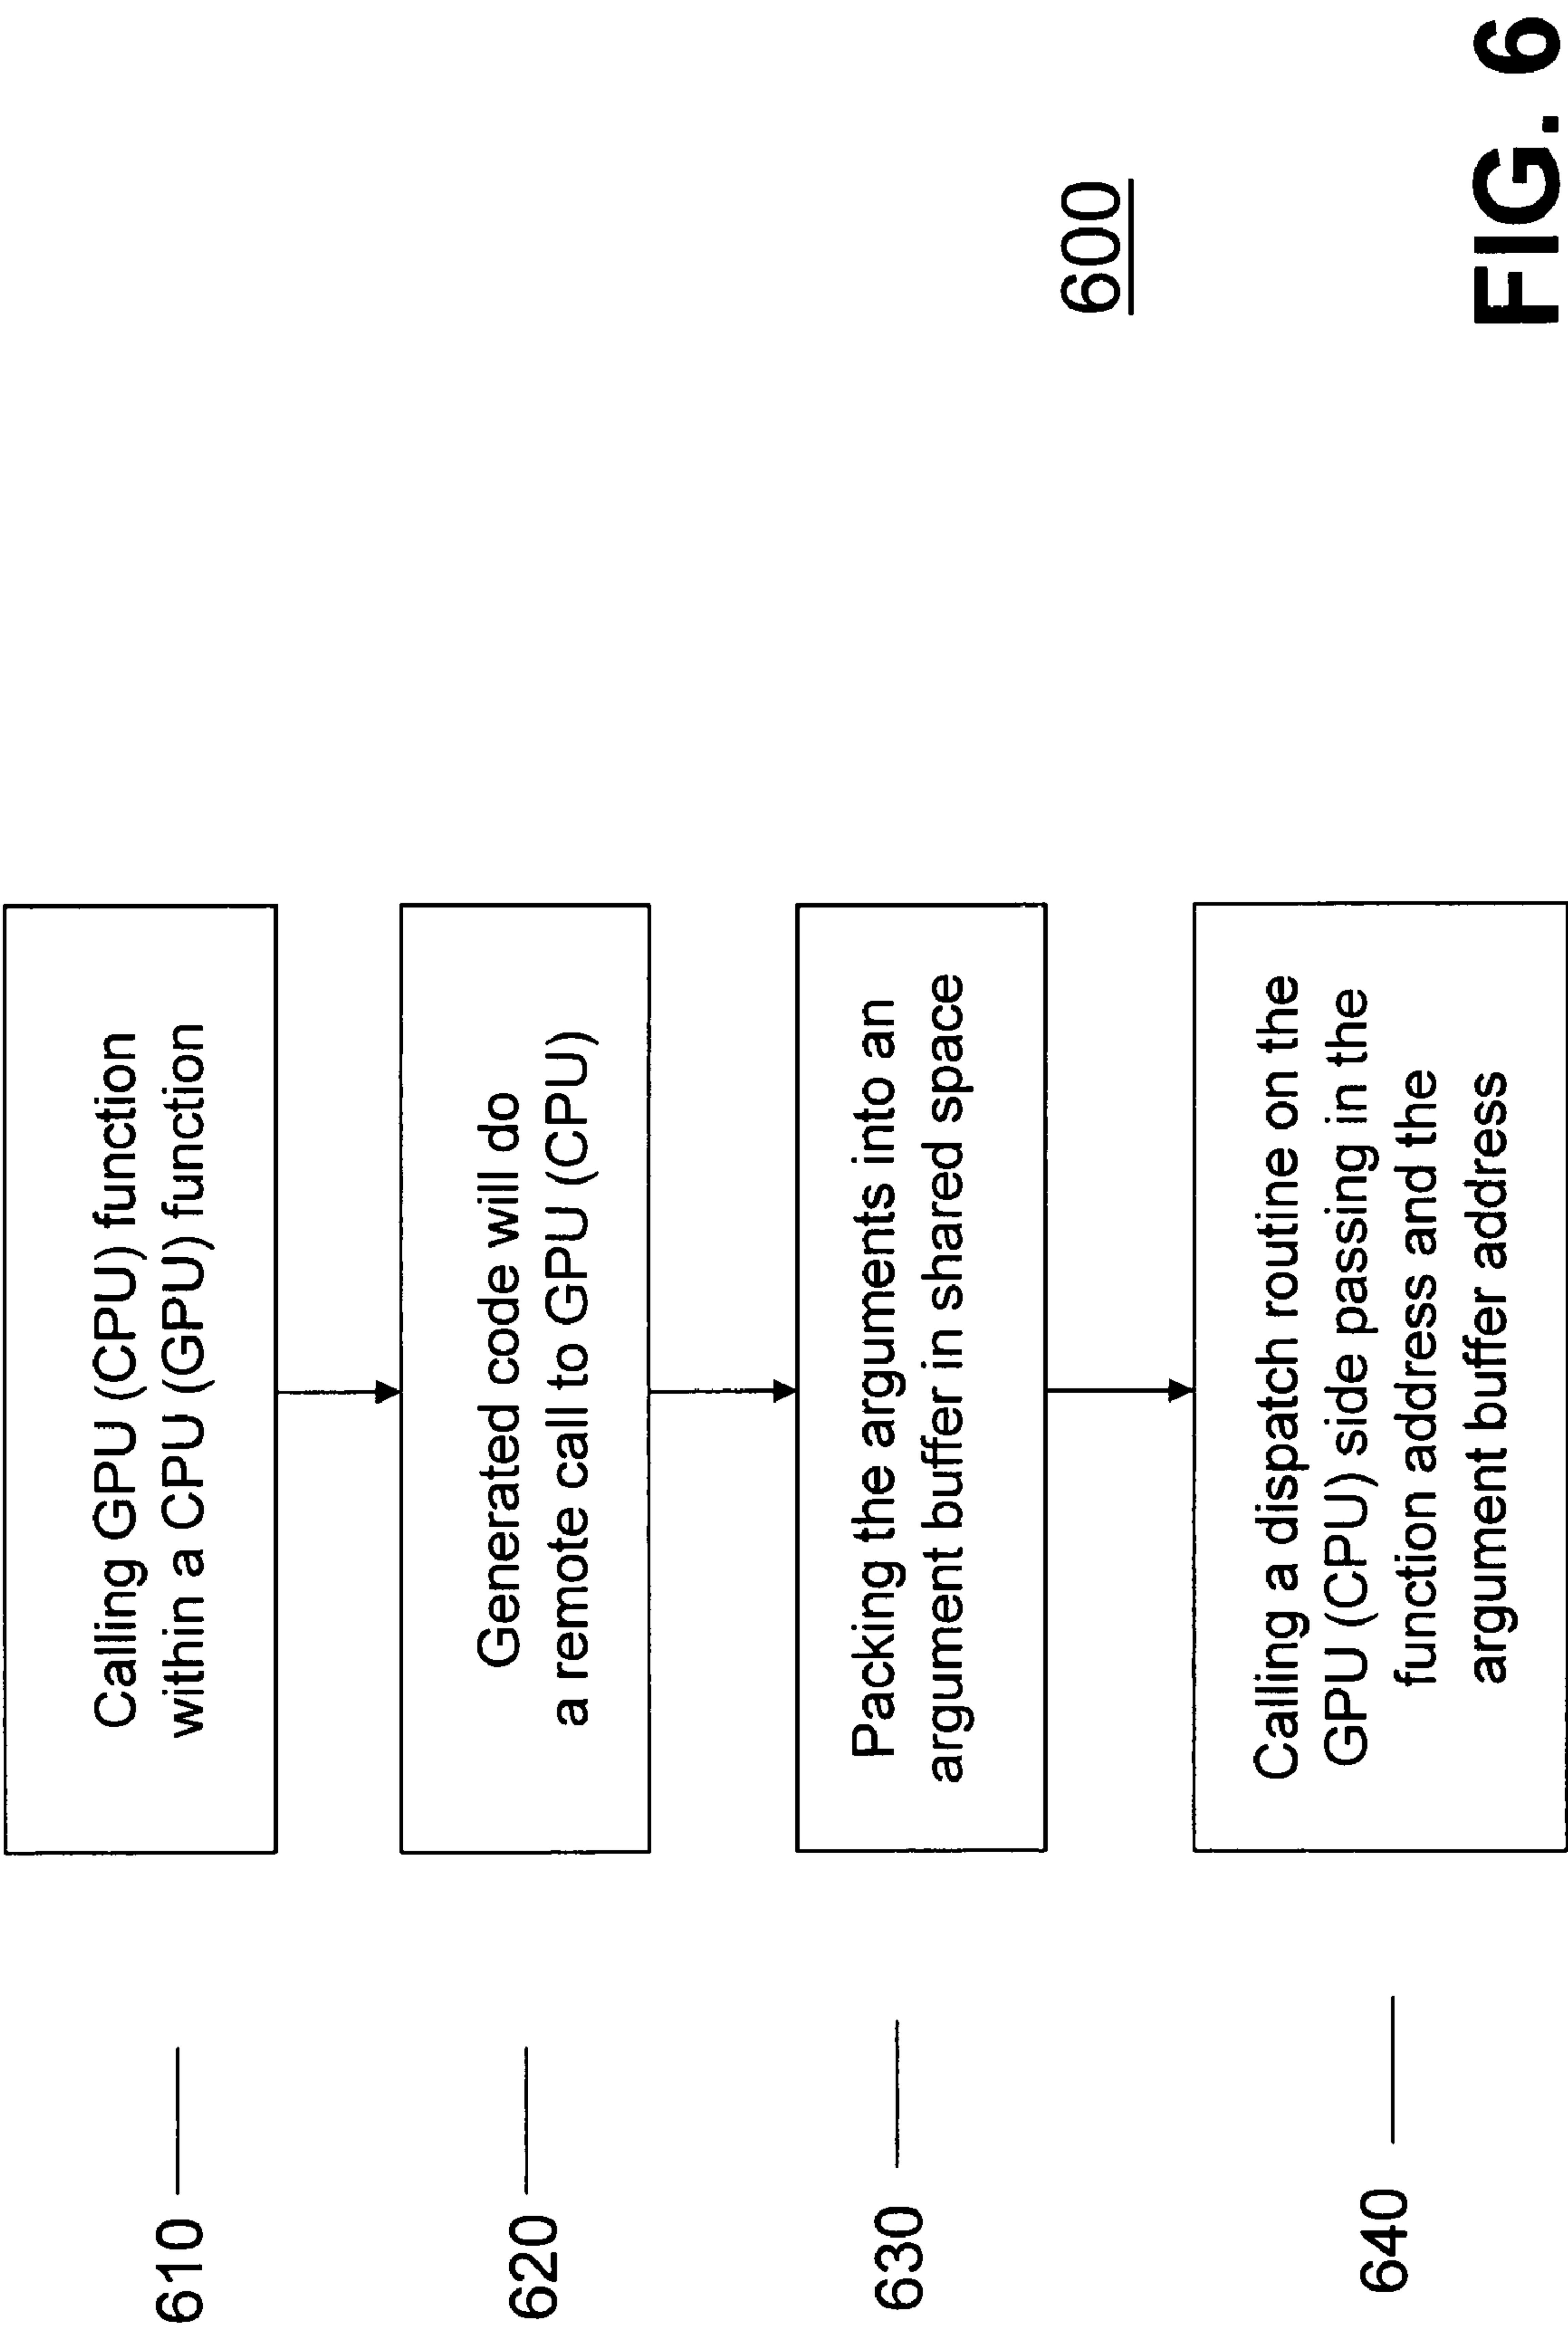 610
Calling GPU (CPU) function
within a CPU (GPU) function
620
Generated code will do
a remote call to GPU (CPU)
630
Packing the arguments into an
argument buffer in shared space
640
Calling a dispatch routine on the
GPU (CPU) side passing in the
function address and the
argument buffer address
600
FIG. 6